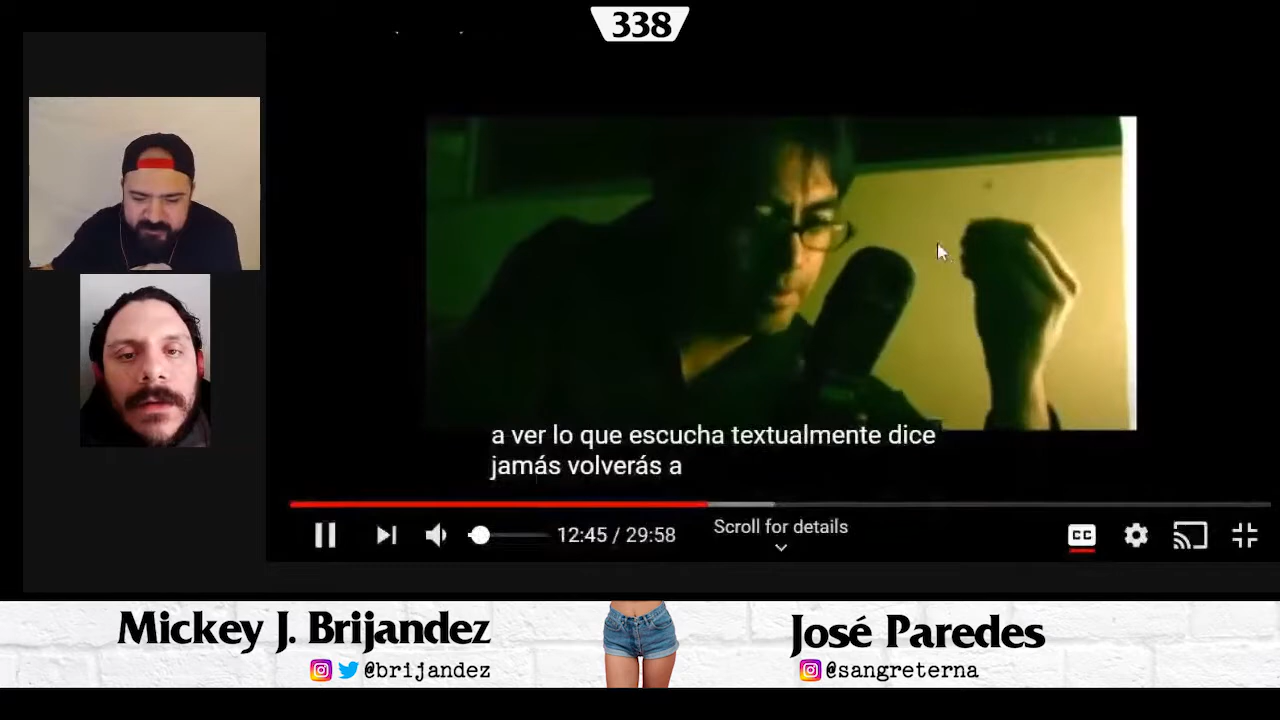 338
a ver lo que escucha textualmente dice
jamás volverás a
12:45 / 29:58
Scroll for details
CC
Mickey J. Brijandez
@brijandez
José Paredes
@sangreterna